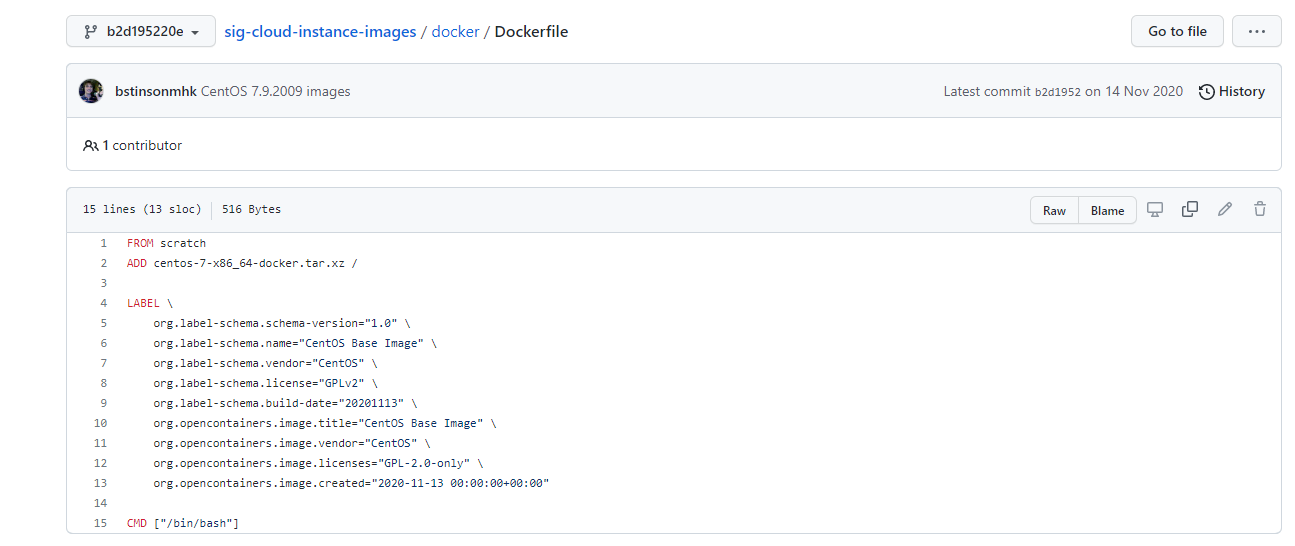 b2d195220e sig-cloud-instance-images / docker / Dockerfile Go to file ...
bstinsonmhk CentOS 7.9.2009 images Latest commit b2d1952 on 14 Nov 2020 History
1 contributor
15 lines (13 sloc) 516 Bytes Raw Blame
1 FROM scratch
2 ADD centos-7-x86_64-docker.tar.xz /
3
4 LABEL \
5 org.label-schema.schema-version="1.0" \
6 org.label-schema.name="CentOS Base Image" \
7 org.label-schema.vendor="CentOS" \
8 org.label-schema.license="GPLv2" \
9 org.label-schema.build-date="20201113" \
10 org.opencontainers.image.title="CentOS Base Image" \
11 org.opencontainers.image.vendor="CentOS" \
12 org.opencontainers.image.licenses="GPL-2.0-only" \
13 org.opencontainers.image.created="2020-11-13 00:00:00+00:00"
14
15 CMD ["/bin/bash"]